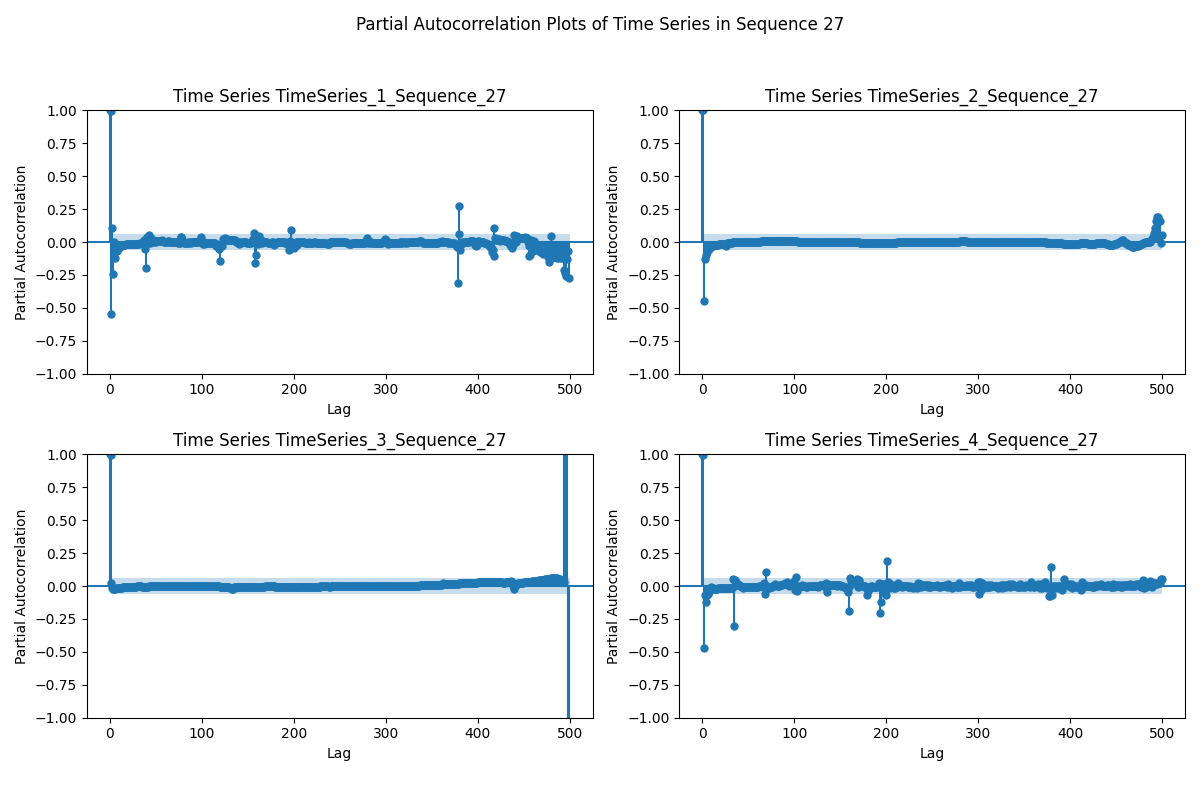 Partial Autocorrelation Plots of Time Series in Sequence 27
Time Series TimeSeries_1_Sequence_27
1.00
0.75
0.50
0.25
0.00
−0.25
−0.50
−0.75
−1.00
Partial Autocorrelation
0 100 200 300 400 500
Lag
Time Series TimeSeries_2_Sequence_27
1.00
0.75
0.50
0.25
0.00
−0.25
−0.50
−0.75
−1.00
Partial Autocorrelation
0 100 200 300 400 500
Lag
Time Series TimeSeries_3_Sequence_27
1.00
0.75
0.50
0.25
0.00
−0.25
−0.50
−0.75
−1.00
Partial Autocorrelation
0 100 200 300 400 500
Lag
Time Series TimeSeries_4_Sequence_27
1.00
0.75
0.50
0.25
0.00
−0.25
−0.50
−0.75
−1.00
Partial Autocorrelation
0 100 200 300 400 500
Lag